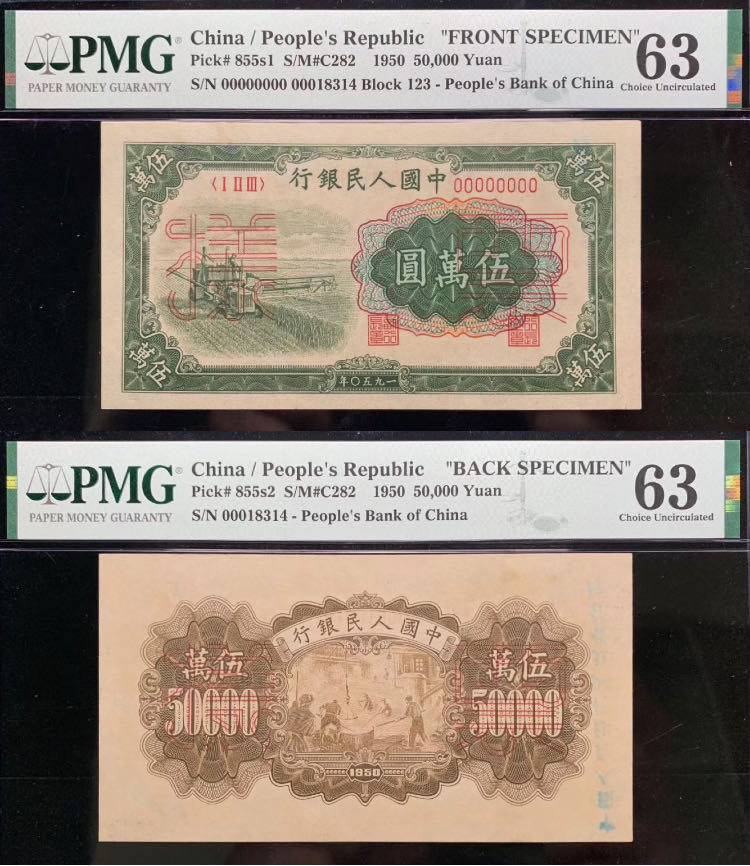 PMG
PAPER MONEY GUARANTY
China / People's Republic "FRONT SPECIMEN"
Pick# 855s1 S/M#C282 1950 50,000 Yuan
S/N 00000000 00018314 Block 123 - People's Bank of China
63
Choice Uncirculated
伍萬
伍萬
〈I II III〉
行銀民人國中
00000000
圓萬伍
萬伍
伍萬
年〇五九一
PMG
PAPER MONEY GUARANTY
China / People's Republic "BACK SPECIMEN"
Pick# 855s2 S/M#C282 1950 50,000 Yuan
S/N 00018314 - People's Bank of China
63
Choice Uncirculated
行銀民人國中
萬伍
50000
萬伍
50000
1950